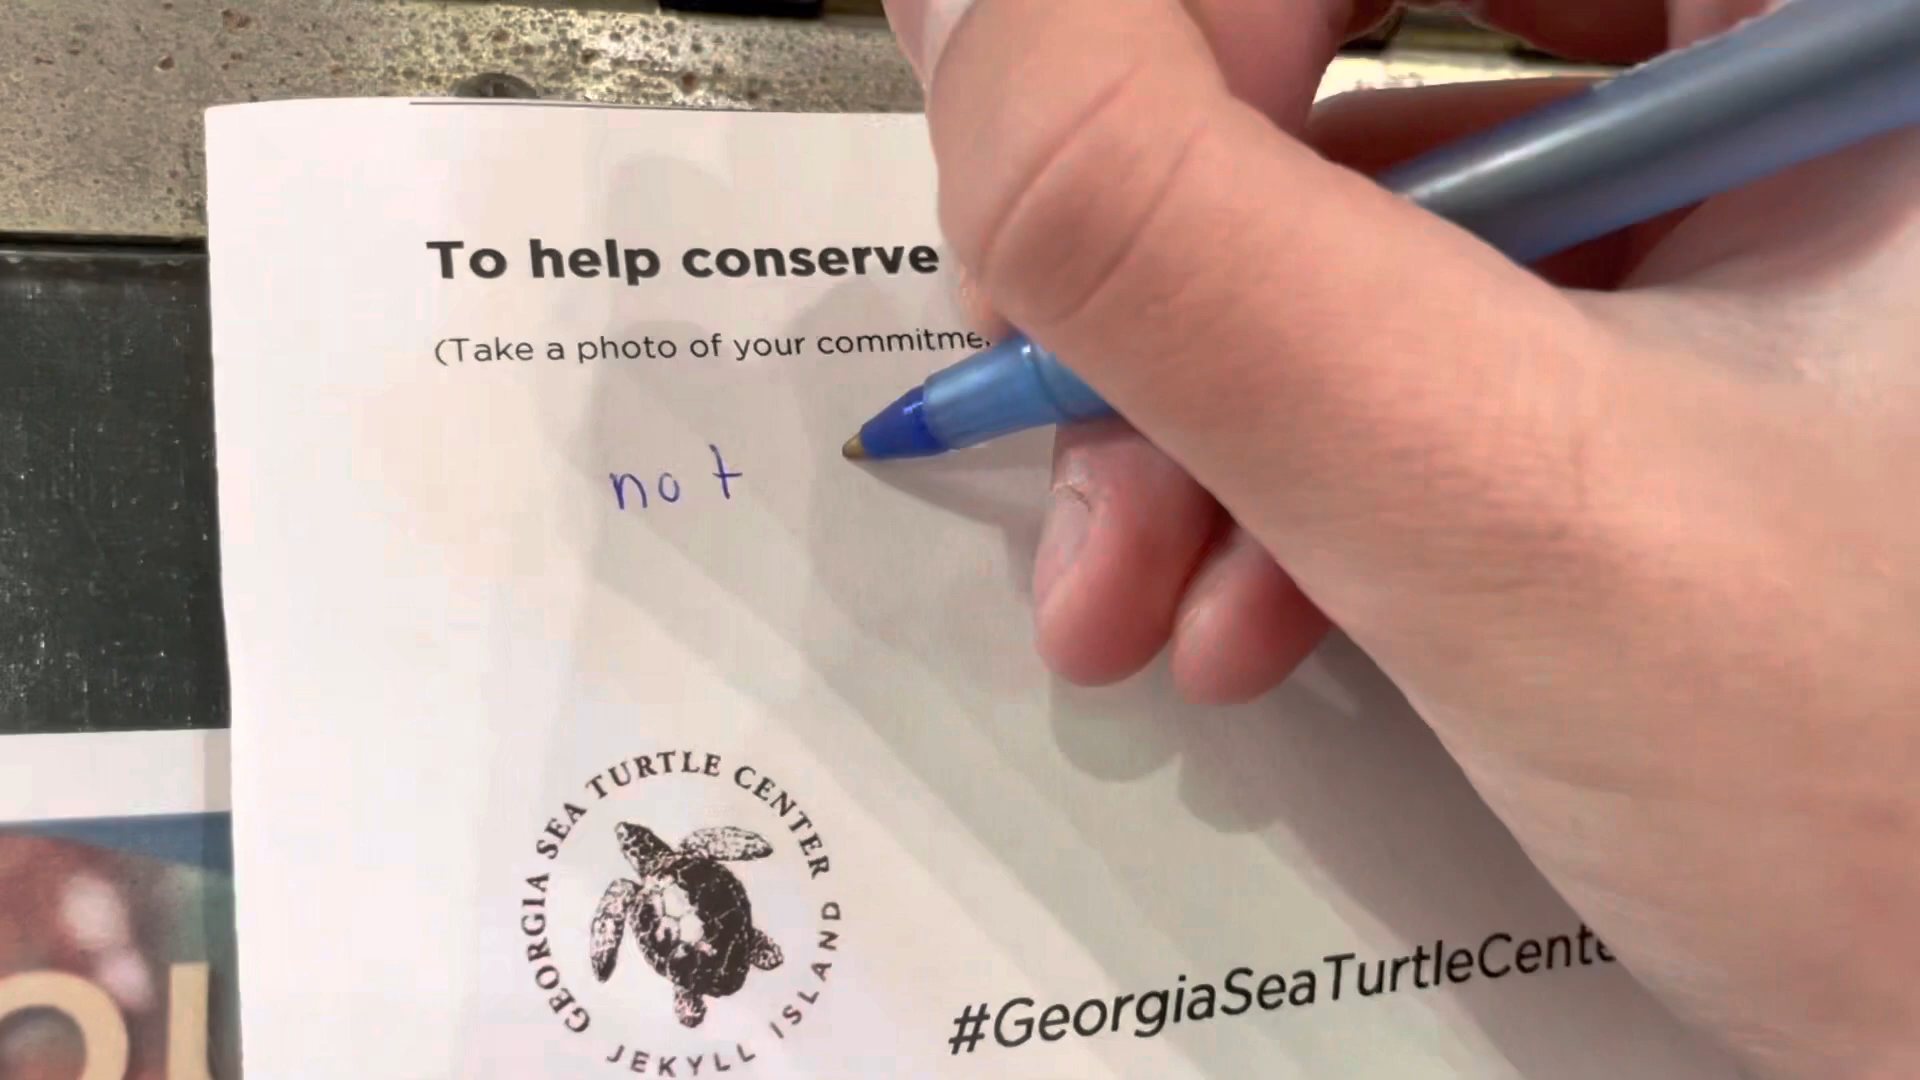 To help conserve
(Take a photo of your commitme
not
GEORGIA SEA TURTLE CENTER
JEKYLL ISLAND
#GeorgiaSeaTurtleCente